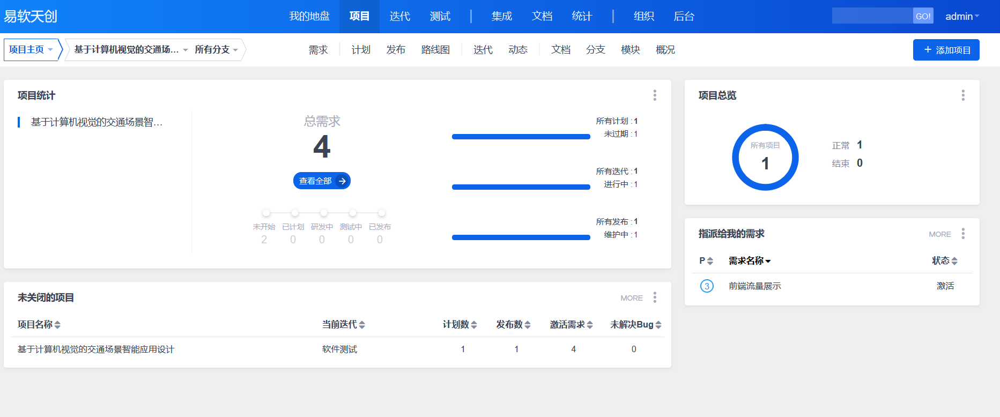 易软天创
我的地盘 项目 迭代 测试 集成 文档 统计 组织 后台
GO! admin
项目主页 基于计算机视觉的交通场... 所有分支
需求 计划 发布 路线图 迭代 动态 文档 分支 模块 概况
+ 添加项目
项目统计
基于计算机视觉的交通场景智...
总需求
4
查看全部
未开始 已计划 研发中 测试中 已发布
2 0 0 0 0
所有计划 : 1
未过期 : 1
所有迭代 : 1
进行中 : 1
所有发布 : 1
维护中 : 1
项目总览
所有项目
1
正常 1
结束 0
指派给我的需求 MORE
P 需求名称 状态
3 前端流量展示 激活
未关闭的项目 MORE
项目名称 当前迭代 计划数 发布数 激活需求 未解决Bug
基于计算机视觉的交通场景智能应用设计 软件测试 1 1 4 0